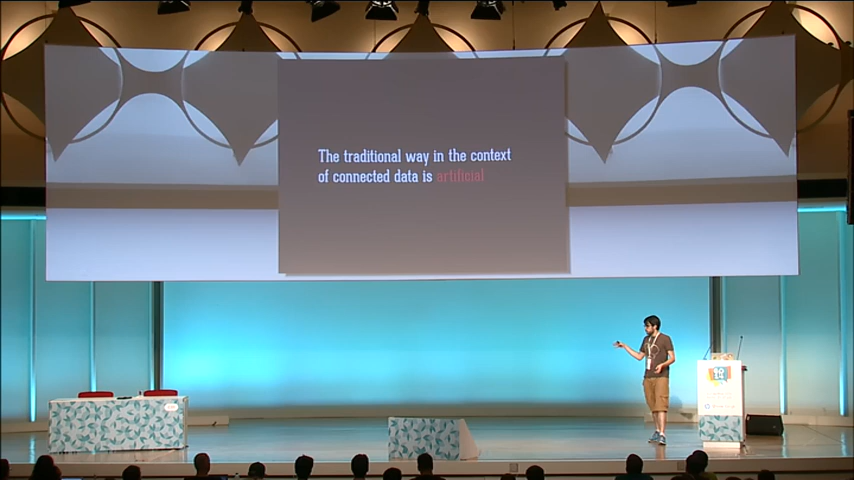 The traditional way in the context
of connected data is artificial